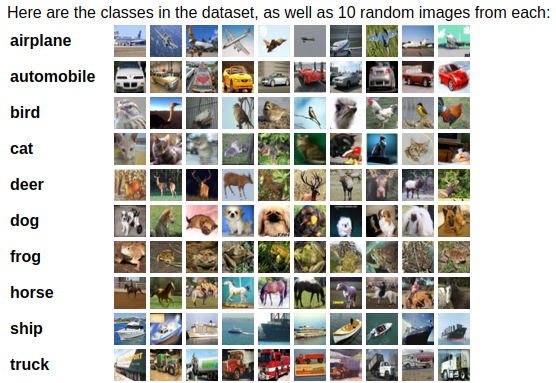 Here are the classes in the dataset, as well as 10 random images from each:
airplane
automobile
bird
cat
deer
dog
frog
horse
ship
truck